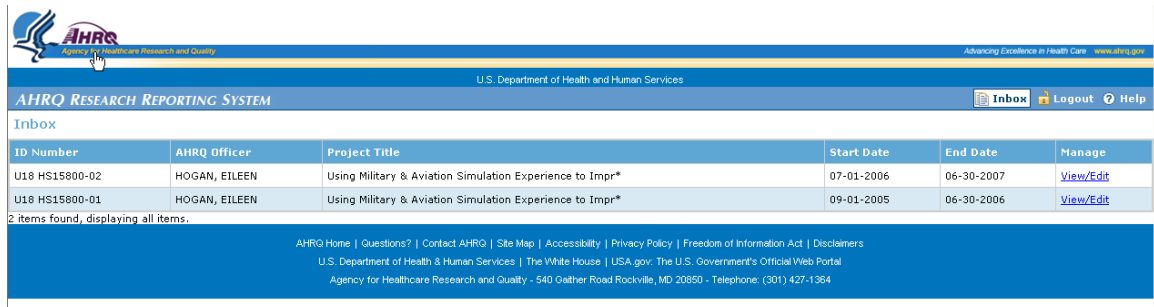 AHRQ
Agency for Healthcare Research and Quality
Advancing Excellence in Health Care www.ahrq.gov
U.S. Department of Health and Human Services
AHRQ RESEARCH REPORTING SYSTEM Inbox Logout ? Help
Inbox
ID Number AHRQ Officer Project Title Start Date End Date Manage
U18 HS15800-02 HOGAN, EILEEN Using Military & Aviation Simulation Experience to Impr* 07-01-2006 06-30-2007 View/Edit
U18 HS15800-01 HOGAN, EILEEN Using Military & Aviation Simulation Experience to Impr* 09-01-2005 06-30-2006 View/Edit
2 items found, displaying all items.
AHRQ Home | Questions? | Contact AHRQ | Site Map | Accessibility | Privacy Policy | Freedom of Information Act | Disclaimers
U.S. Department of Health & Human Services | The White House | USA.gov: The U.S. Government's Official Web Portal
Agency for Healthcare Research and Quality - 540 Gaither Road Rockville, MD 20850 - Telephone: (301) 427-1364